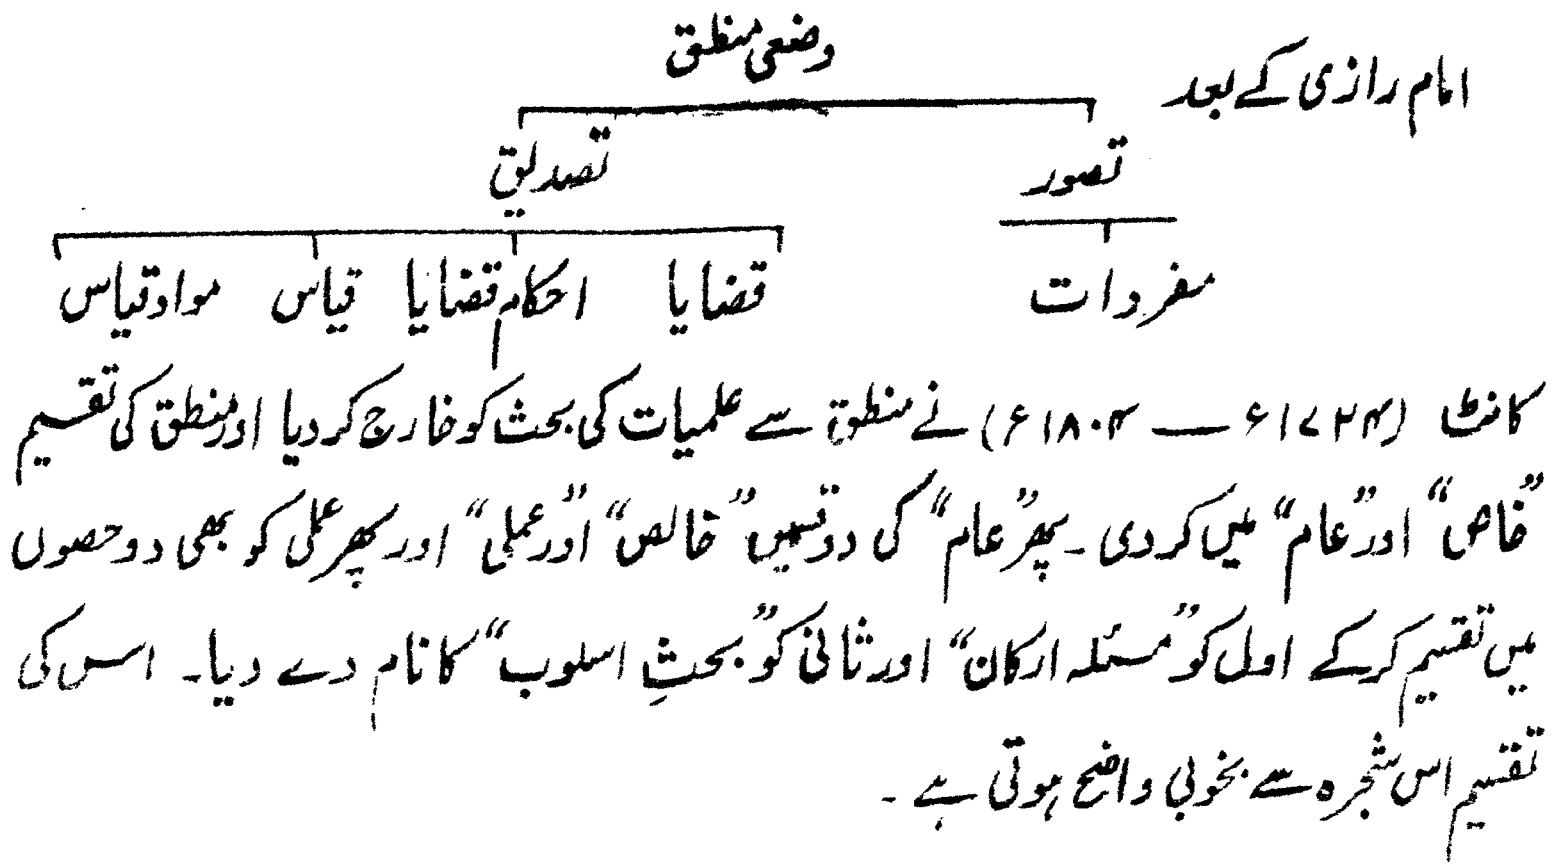 امام رازی کے بعد
وضعی منطق
تصور تصدیق
مفردات قضایا احکام قضایا قیاس مواد قیاس
کانٹ (۱۷۲۴ء — ۱۸۰۴ء) نے منطق سے علمیات کی بحث کو خارج کر دیا اور منطق کی تقسیم
”خاص“ اور ”عام“ میں کر دی۔ پھر ”عام“ کی دو قسمیں ”خالص“ اور ”عملی“ اور پھر عملی کو بھی دو حصوں
میں تقسیم کرکے اول کو ”مسئلہ ارکان“ اور ثانی کو ”بحثِ اسلوب“ کا نام دے دیا۔ اس کی
تقسیم اس شجرہ سے بخوبی واضح ہوتی ہے۔